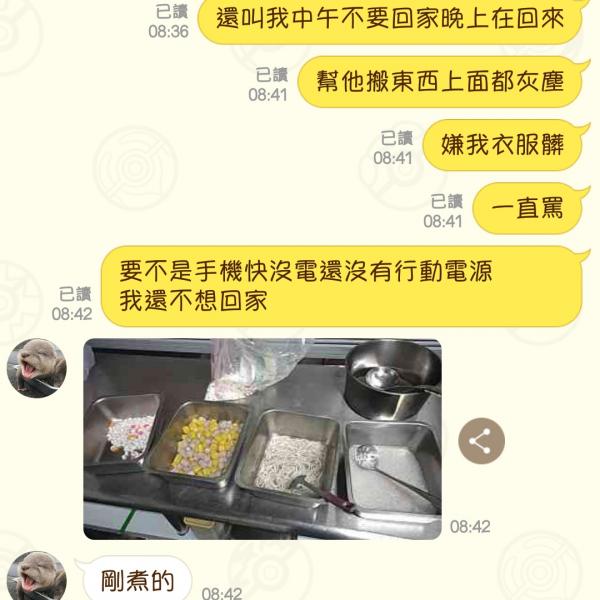 還叫我中午不要回家晚上在回來
已讀
08:36
幫他搬東西上面都灰塵
已讀
08:41
嫌我衣服髒
已讀
08:41
一直罵
已讀
08:41
要不是手機快沒電還沒有行動電源
我還不想回家
已讀
08:42
08:42
剛煮的
08:42